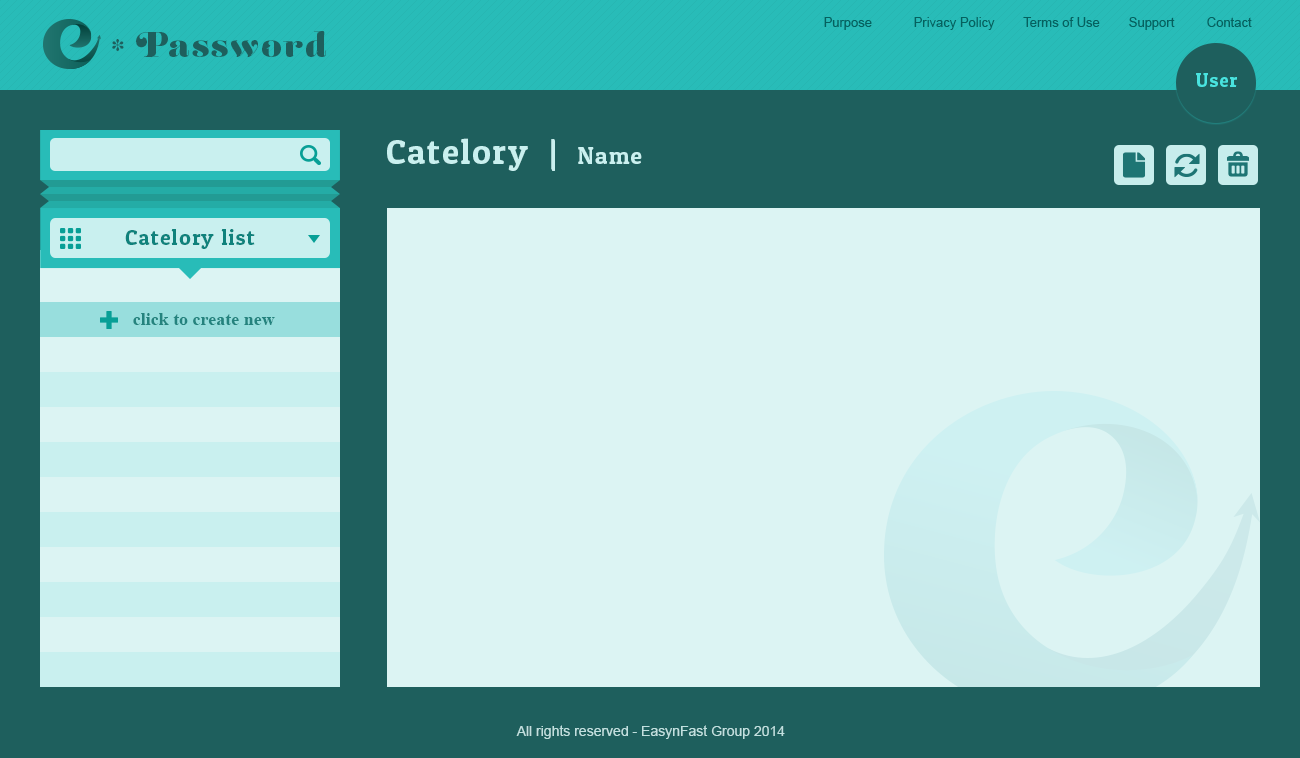 e * Password
Purpose Privacy Policy Terms of Use Support Contact
User
Catelory | Name
Catelory list
click to create new
All rights reserved - EasynFast Group 2014